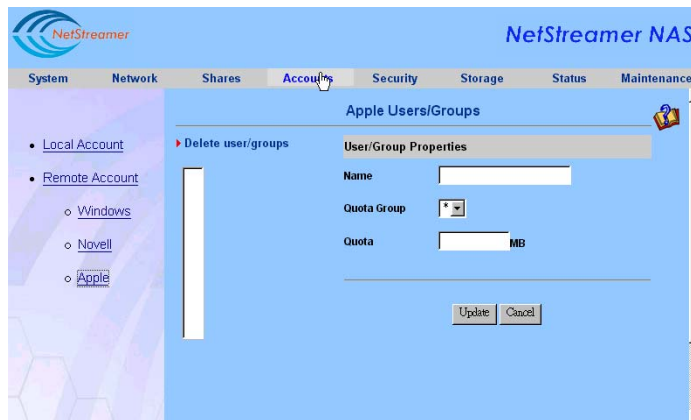 NetStreamer
NetStreamer NAS
System Network Shares Accounts Security Storage Status Maintenance
Apple Users/Groups
Local Account
Remote Account
Windows
Novell
Apple
Delete user/groups
User/Group Properties
Name
Quota Group *
Quota MB
Update Cancel